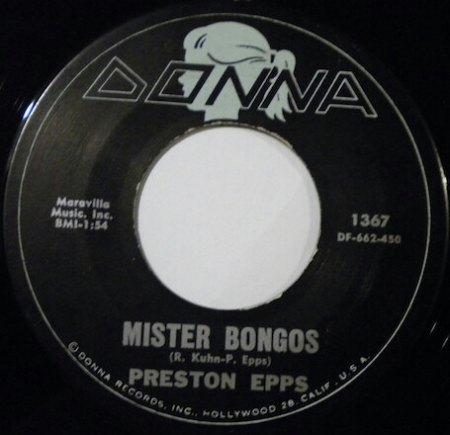 DONNA
Maravilla
Music, Inc.
BMI-1:54
1367
DF-662-450
MISTER BONGOS
(R. Kuhn-P. Epps)
PRESTON EPPS
© DONNA RECORDS, INC., HOLLYWOOD 28, CALIF., U.S.A.